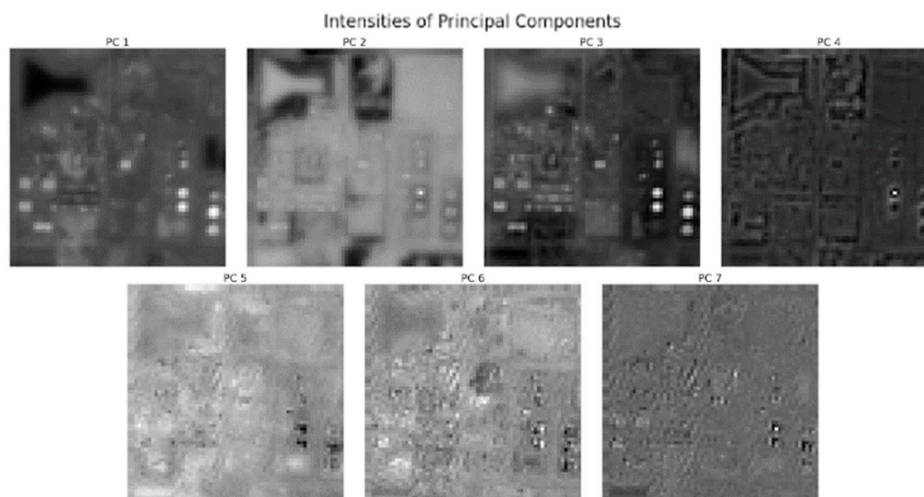 Intensities of Principal Components
PC 1
PC 2
PC 3
PC 4
PC 5
PC 6
PC 7